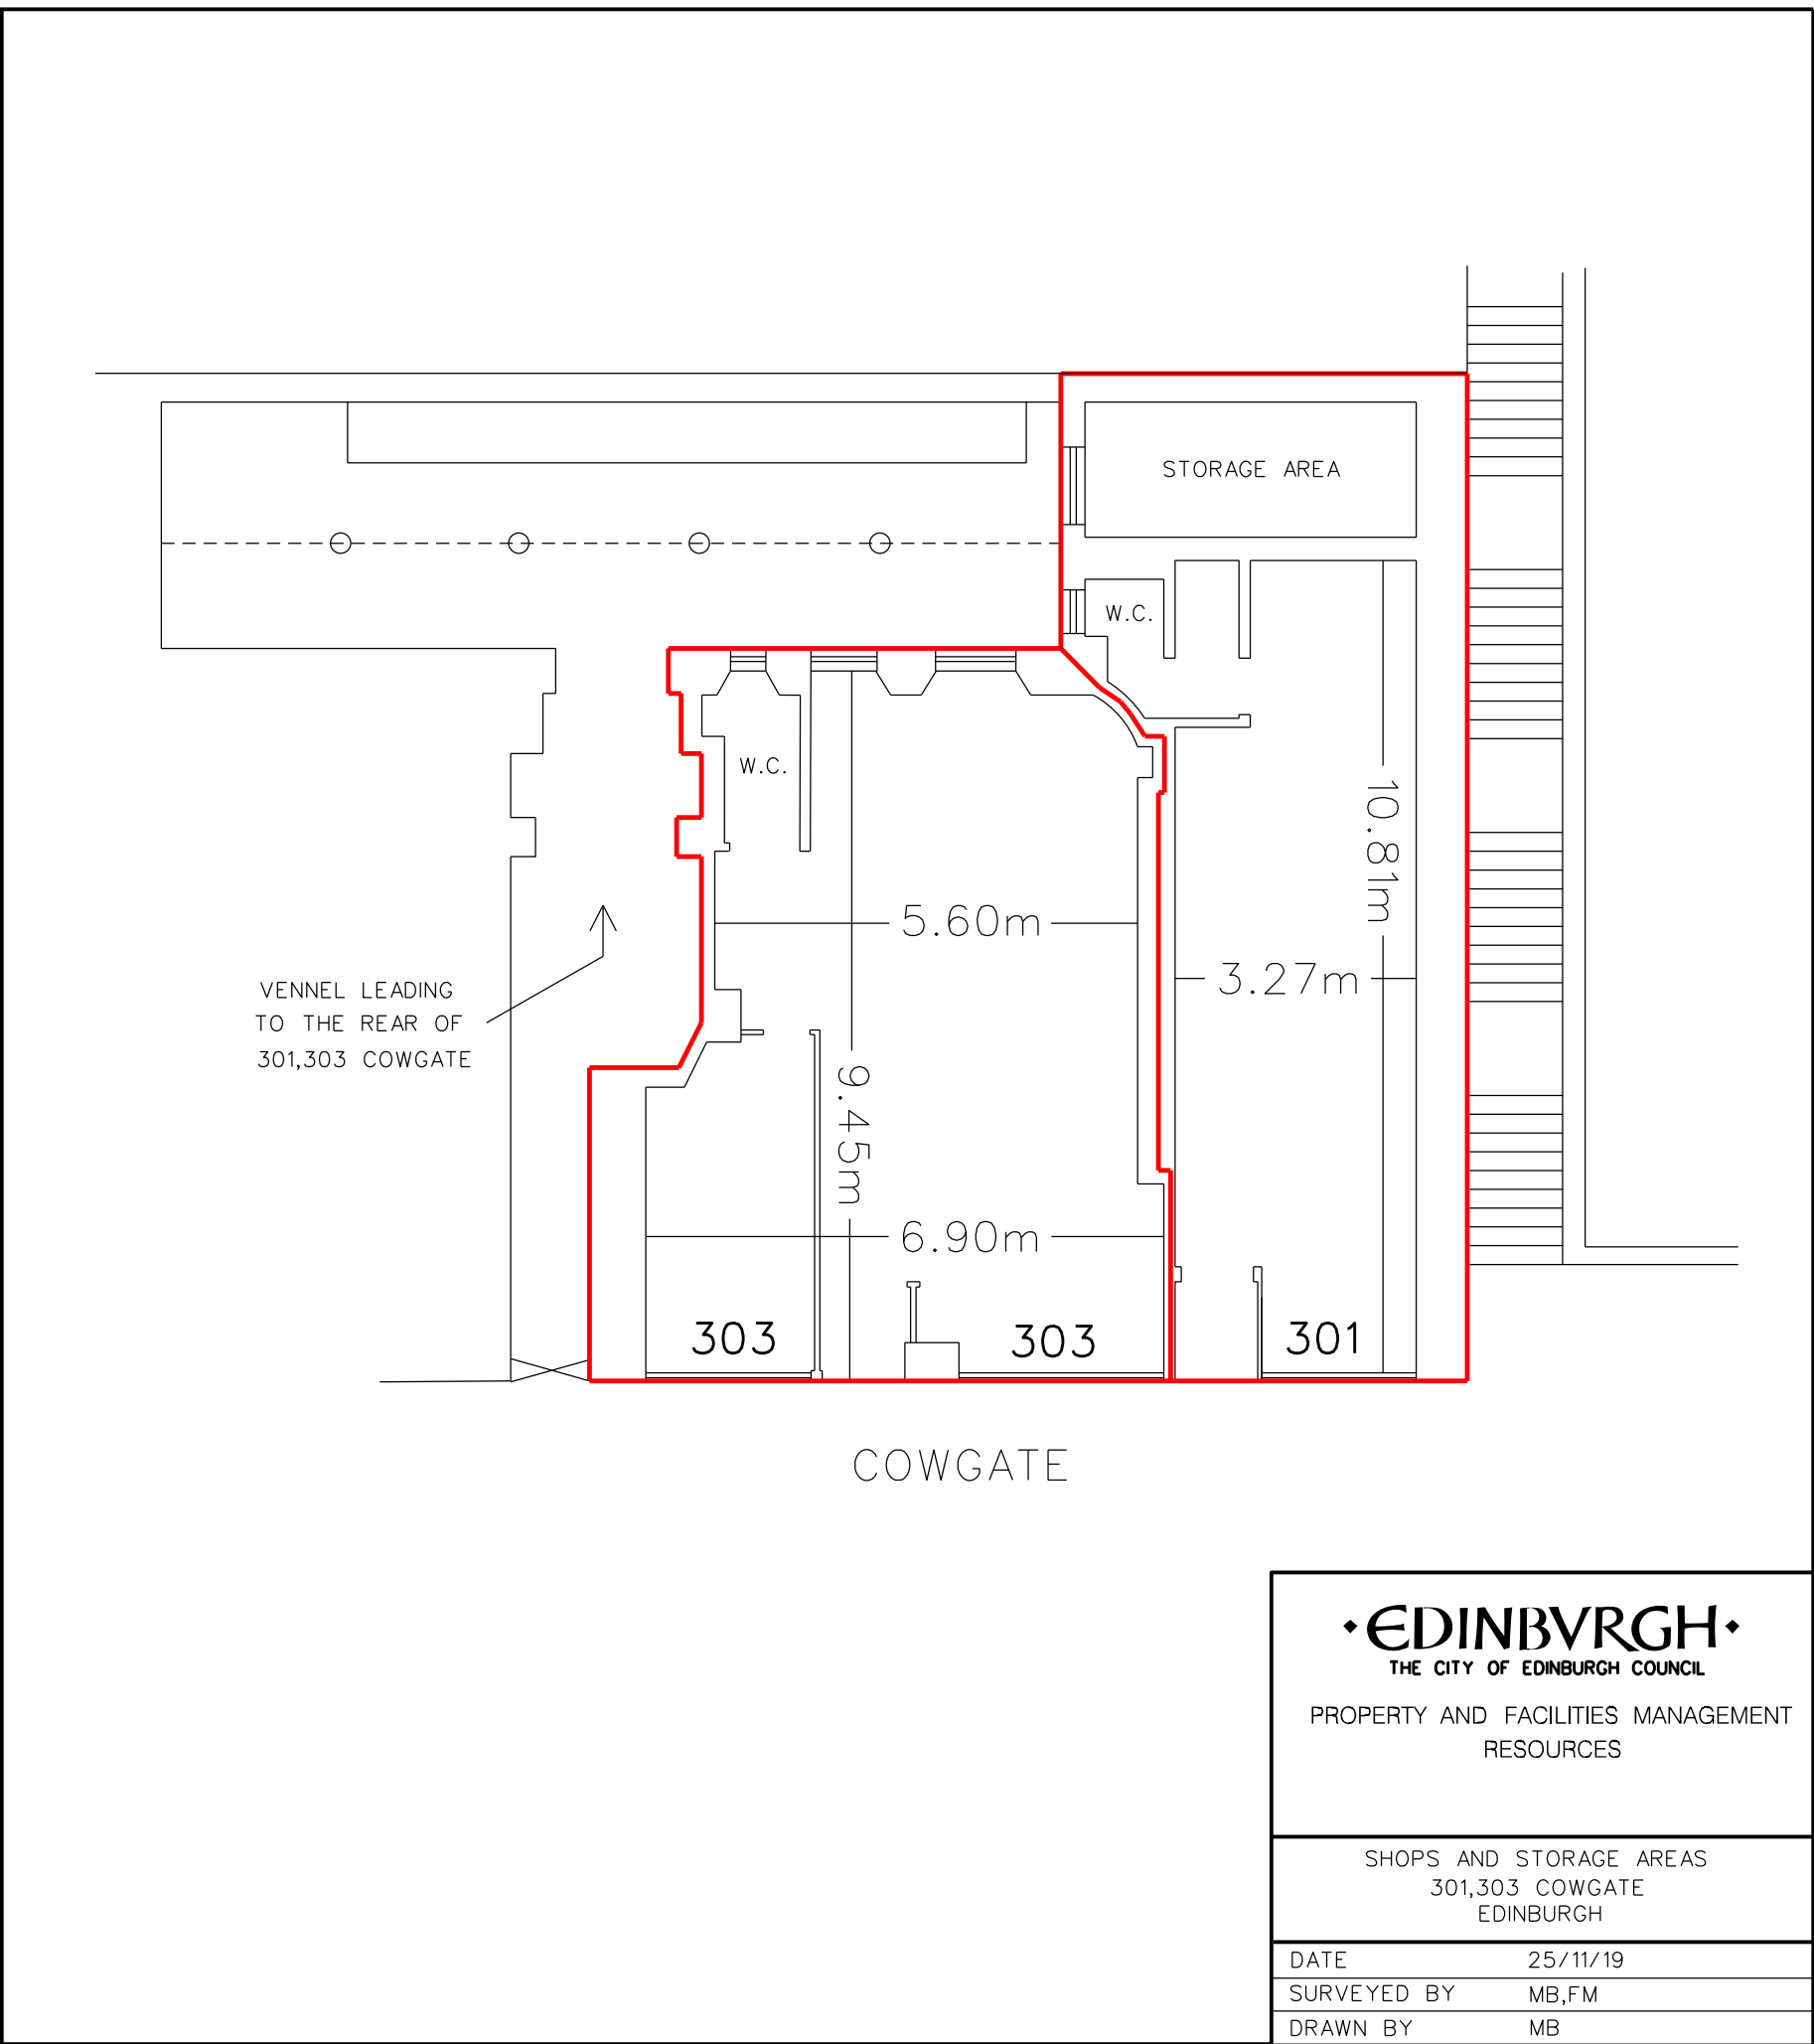 STORAGE AREA
W.C.
W.C.
10.81m
5.60m
3.27m
VENNEL LEADING
TO THE REAR OF
301,303 COWGATE
9.45m
6.90m
303
303
301
COWGATE
EDINBVRGH
THE CITY OF EDINBURGH COUNCIL
PROPERTY AND FACILITIES MANAGEMENT
RESOURCES
SHOPS AND STORAGE AREAS
301,303 COWGATE
EDINBURGH
DATE 25/11/19
SURVEYED BY MB,FM
DRAWN BY MB